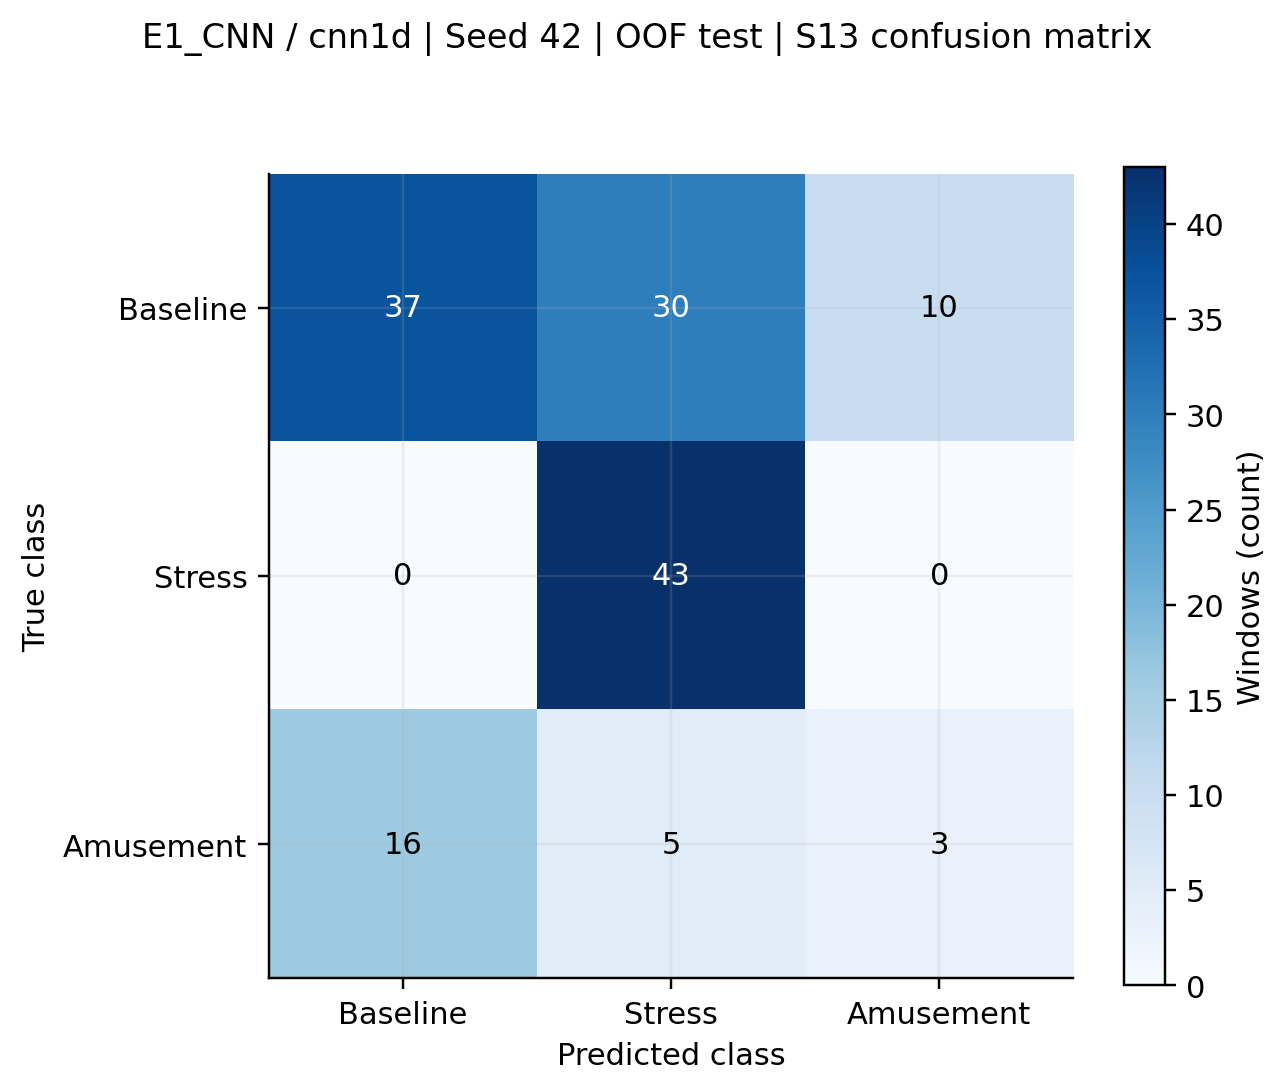 E1_CNN / cnn1d | Seed 42 | OOF test | S13 confusion matrix
Baseline
37
30
10
Stress
0
43
0
Amusement
16
5
3
Baseline
Stress
Amusement
Predicted class
True class
40
35
30
25
20
15
10
5
0
Windows (count)